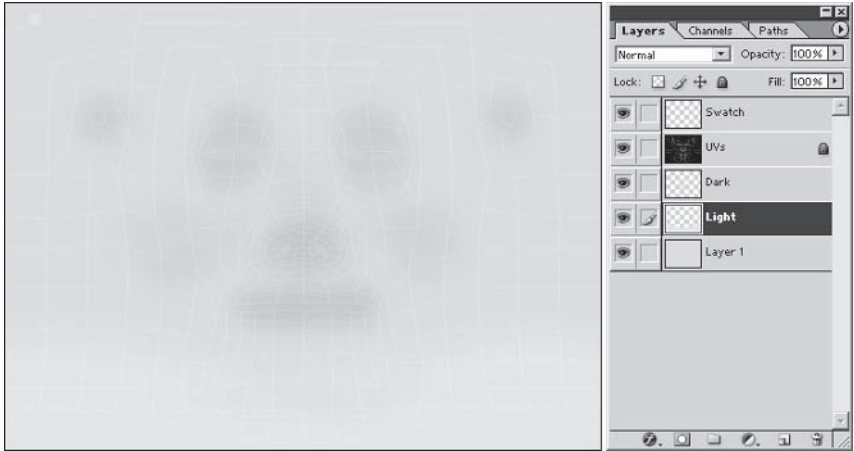 Layers Channels Paths
Normal Opacity: 100%
Lock: Fill: 100%
Swatch
UVs
Dark
Light
Layer 1